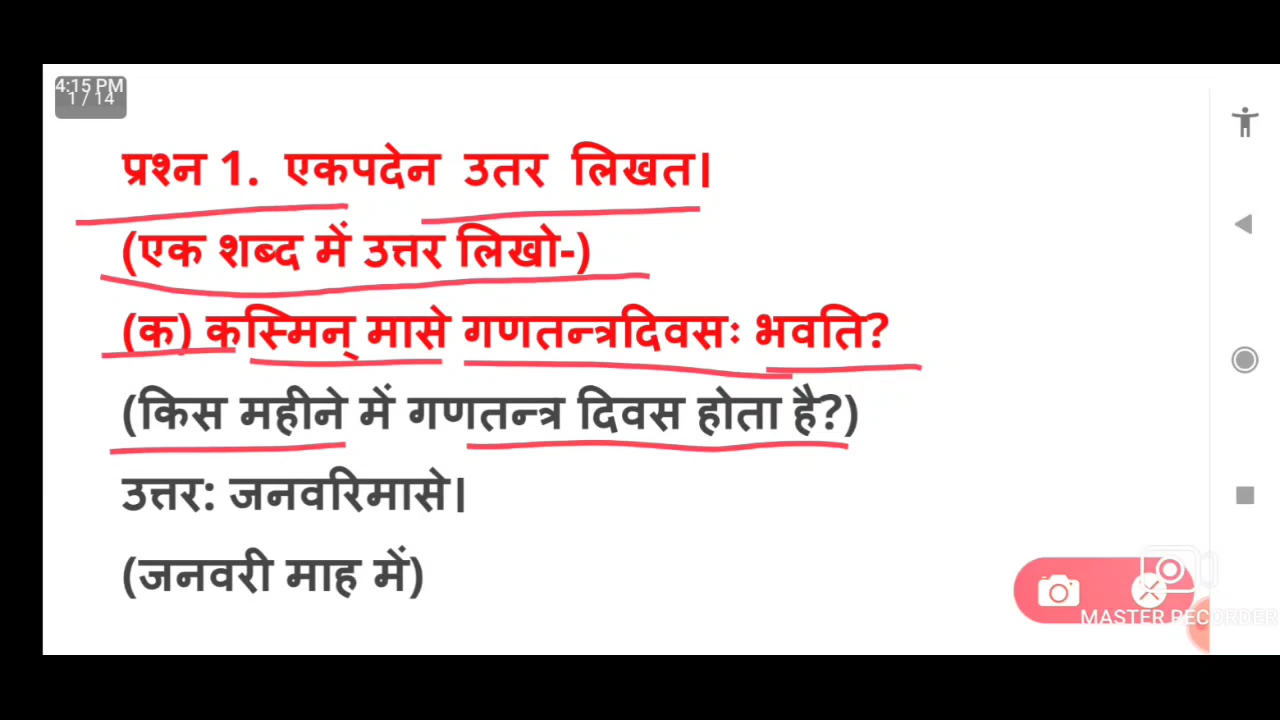 4:15 PM
1 / 14
प्रश्न 1. एकपदेन उतर लिखत।
(एक शब्द में उत्तर लिखो-)
(क) कस्मिन् मासे गणतन्त्रदिवसः भवति?
(किस महीने में गणतन्त्र दिवस होता है?)
उत्तर: जनवरिमासे।
(जनवरी माह में)
MASTER RECORDER